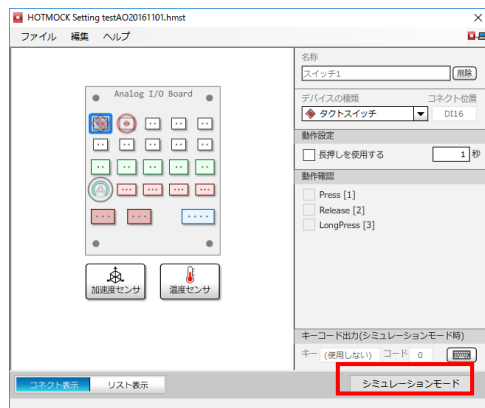 HOTMOCK Setting testAO20161101.hmst
ファイル 編集 ヘルプ
Analog I/O Board
加速度センサ 温度センサ
名称
スイッチ1 削除
デバイスの種類 コネクト位置
タクトスイッチ DI16
動作設定
長押しを使用する 1 秒
動作確認
Press [1]
Release [2]
LongPress [3]
キーコード出力(シミュレーションモード時)
キー (使用しない) コード 0
コネクト表示 リスト表示 シミュレーションモード